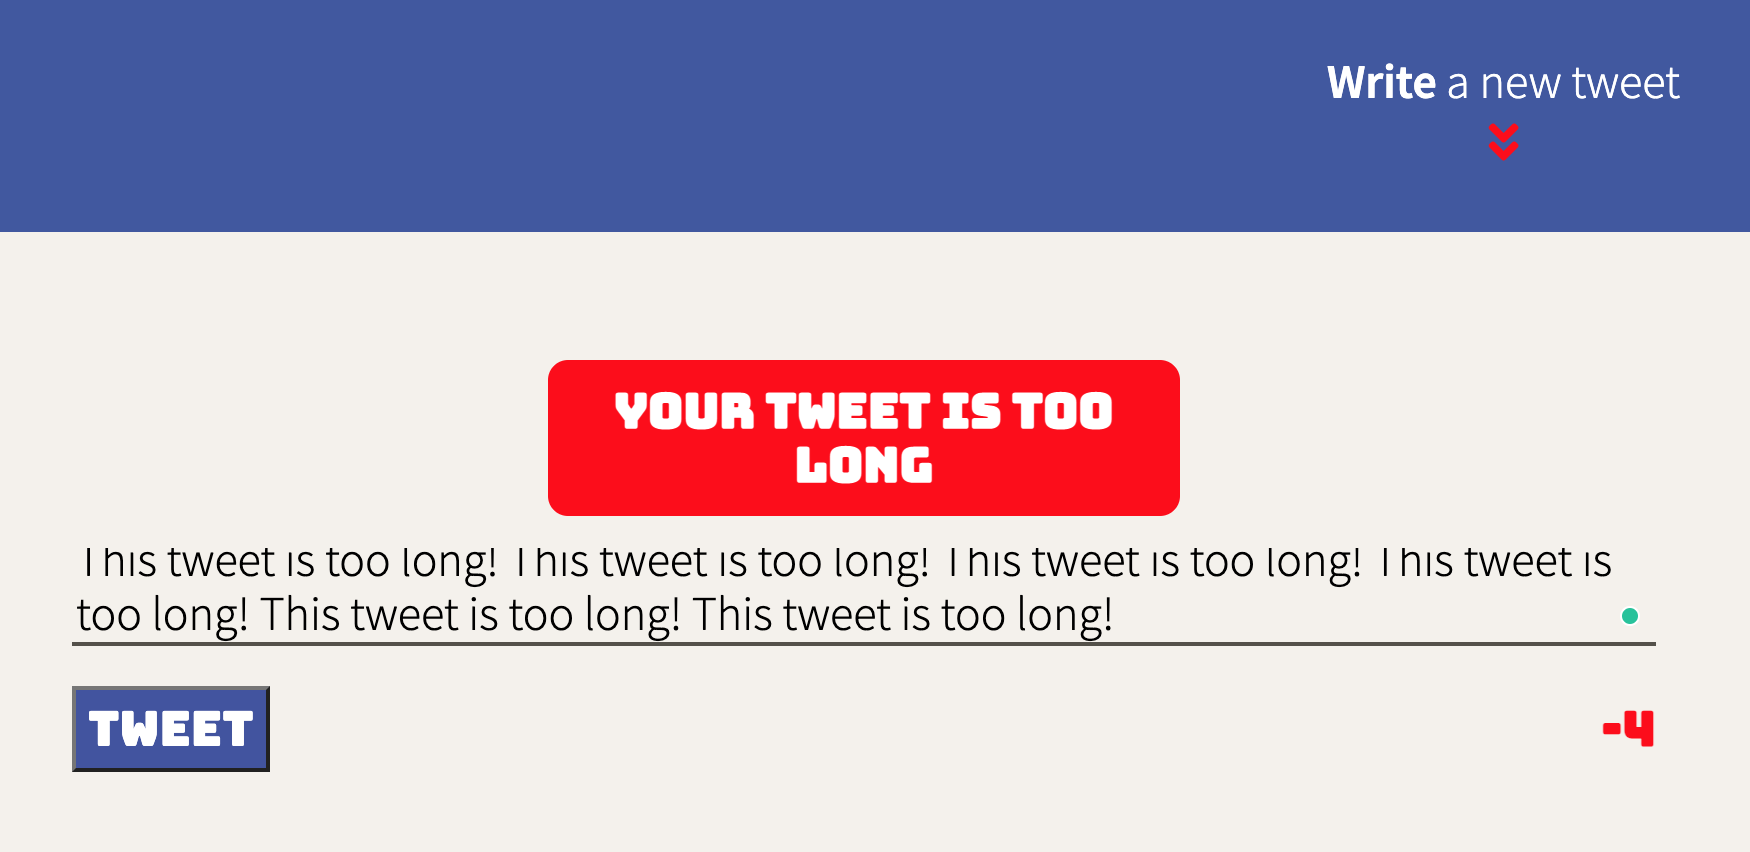 Write a new tweet
YOUR TWEET IS TOO
LONG
This tweet is too long! This tweet is too long! This tweet is too long! This tweet is
too long! This tweet is too long! This tweet is too long!
TWEET
-4